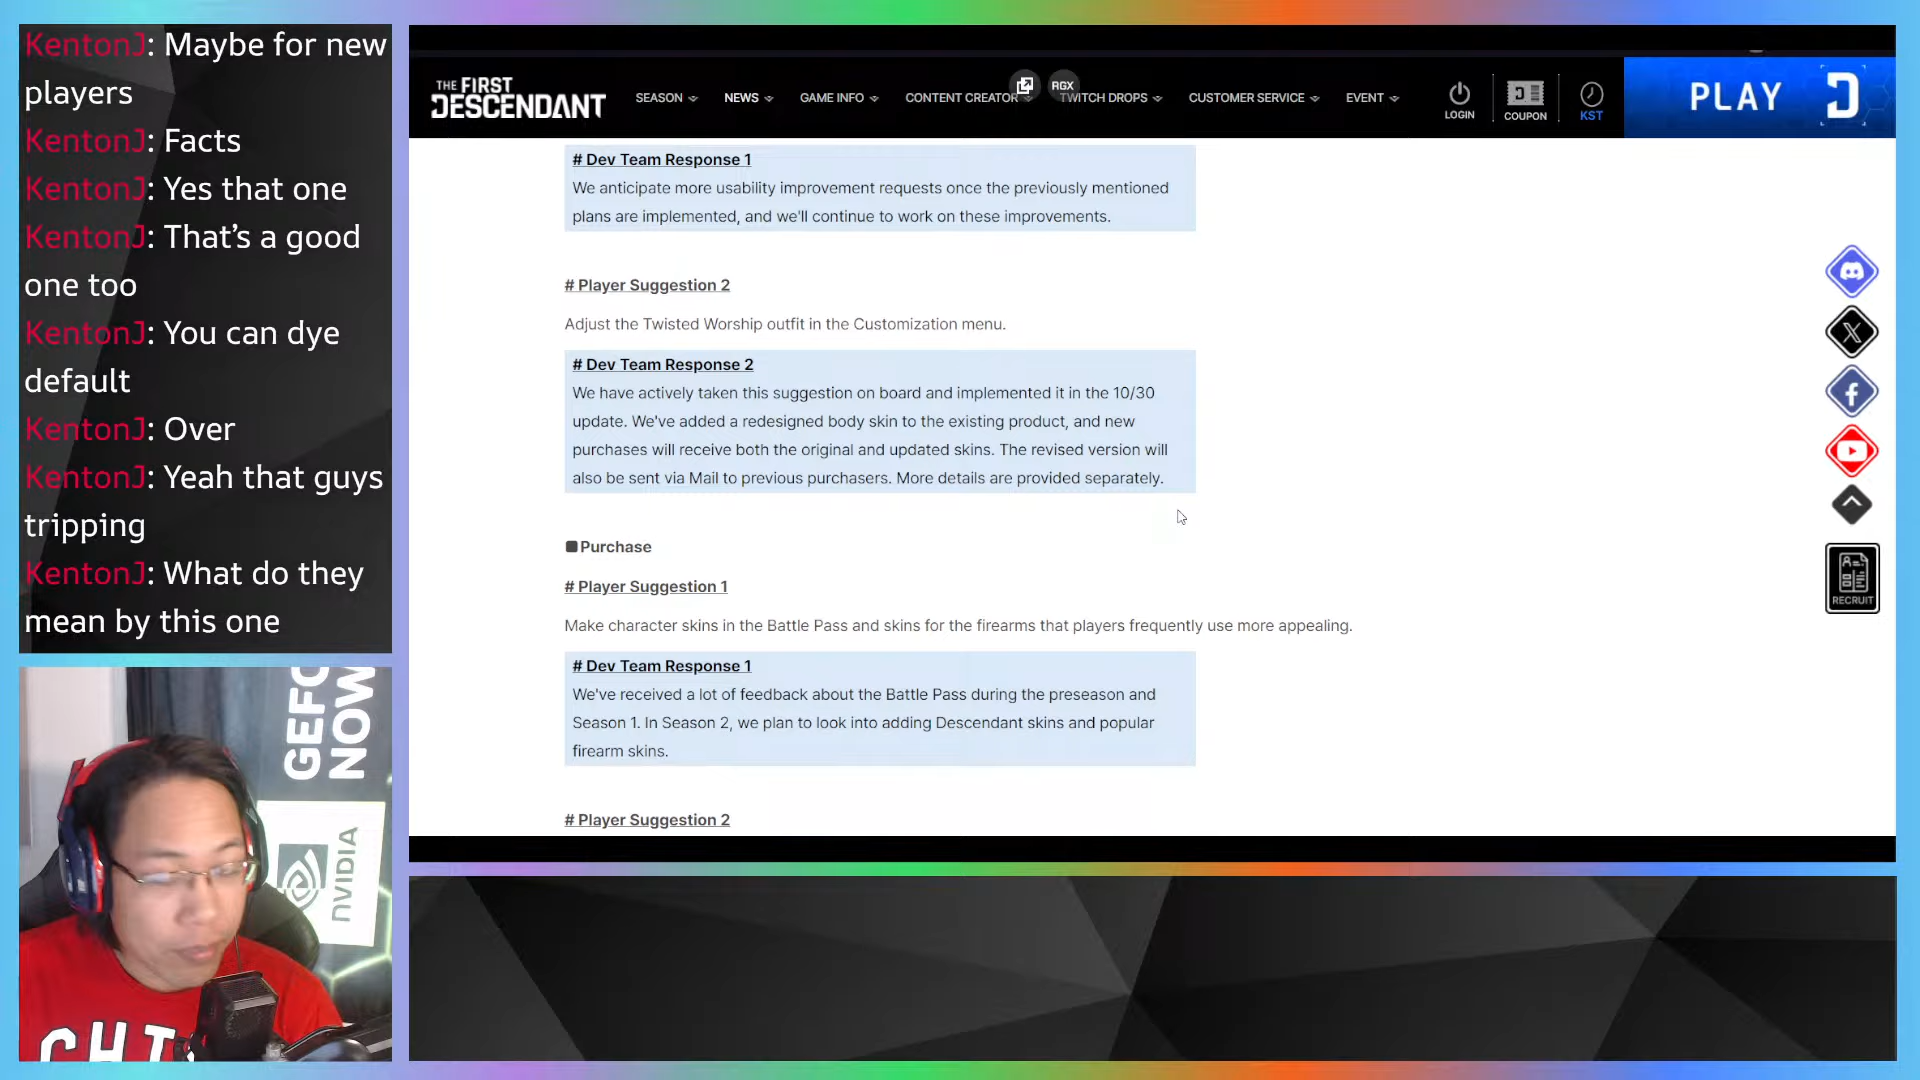 KentonJ: Maybe for new
players
KentonJ: Facts
KentonJ: Yes that one
KentonJ: That's a good
one too
KentonJ: You can dye
default
KentonJ: Over
KentonJ: Yeah that guys
tripping
KentonJ: What do they
mean by this one
THE FIRST
DESCENDANT
SEASON
NEWS
GAME INFO
CONTENT CREATOR
RGX
TWITCH DROPS
CUSTOMER SERVICE
EVENT
LOGIN
COUPON
KST
PLAY
# Dev Team Response 1
We anticipate more usability improvement requests once the previously mentioned
plans are implemented, and we'll continue to work on these improvements.
# Player Suggestion 2
Adjust the Twisted Worship outfit in the Customization menu.
# Dev Team Response 2
We have actively taken this suggestion on board and implemented it in the 10/30
update. We've added a redesigned body skin to the existing product, and new
purchases will receive both the original and updated skins. The revised version will
also be sent via Mail to previous purchasers. More details are provided separately.
■Purchase
# Player Suggestion 1
Make character skins in the Battle Pass and skins for the firearms that players frequently use more appealing.
# Dev Team Response 1
We've received a lot of feedback about the Battle Pass during the preseason and
Season 1. In Season 2, we plan to look into adding Descendant skins and popular
firearm skins.
# Player Suggestion 2
RECRUIT
GEFO
NOW
NVIDIA